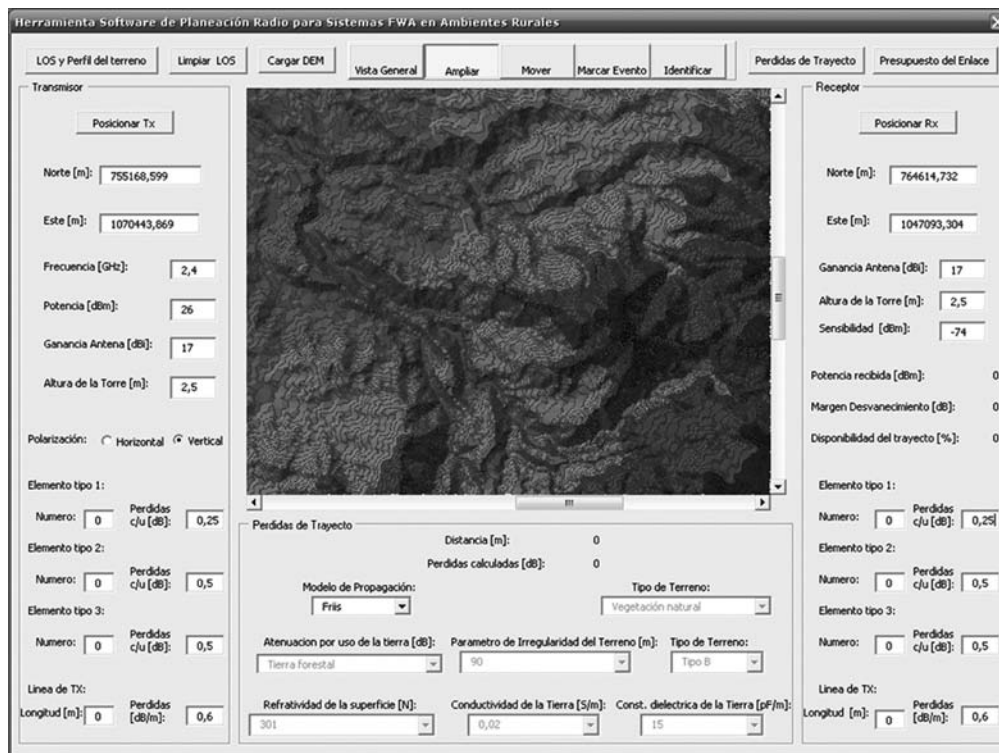 Herramienta Software de Planeación Radio para Sistemas FWA en Ambientes Rurales
LOS y Perfil del terreno
Limpiar LOS
Cargar DEM
Vista General
Ampliar
Mover
Marcar Evento
Identificar
Perdidas de Trayecto
Presupuesto del Enlace
Transmisor
Posicionar Tx
Norte [m]: 755168,599
Este [m]: 1070443,869
Frecuencia [GHz]: 2,4
Potencia [dBm]: 26
Ganancia Antena [dBi]: 17
Altura de la Torre [m]: 2,5
Polarización: Horizontal Vertical
Elemento tipo 1:
Numero: 0 Perdidas c/u [dB]: 0,25
Elemento tipo 2:
Numero: 0 Perdidas c/u [dB]: 0,5
Elemento tipo 3:
Numero: 0 Perdidas c/u [dB]: 0,5
Linea de TX:
Longitud [m]: 0 Perdidas [dB/m]: 0,6
Perdidas de Trayecto
Distancia [m]: 0
Perdidas calculadas [dB]: 0
Modelo de Propagación:
Friis
Tipo de Terreno:
Vegetación natural
Atenuacion por uso de la tierra [dB]:
Tierra forestal
Parametro de Irregularidad del Terreno [m]:
90
Tipo de Terreno:
Tipo B
Refratividad de la superficie [N]:
301
Conductividad de la Tierra [S/m]:
0,02
Const. dielectrica de la Tierra [pF/m]:
15
Receptor
Posicionar Rx
Norte [m]: 764614,732
Este [m]: 1047093,304
Ganancia Antena [dBi]: 17
Altura de la Torre [m]: 2,5
Sensibilidad [dBm]: -74
Potencia recibida [dBm]: 0
Margen Desvanecimiento [dB]: 0
Disponibilidad del trayecto [%]: 0
Elemento tipo 1:
Numero: 0 Perdidas c/u [dB]: 0,25
Elemento tipo 2:
Numero: 0 Perdidas c/u [dB]: 0,5
Elemento tipo 3:
Numero: 0 Perdidas c/u [dB]: 0,5
Linea de TX:
Longitud [m]: 0 Perdidas [dB/m]: 0,6